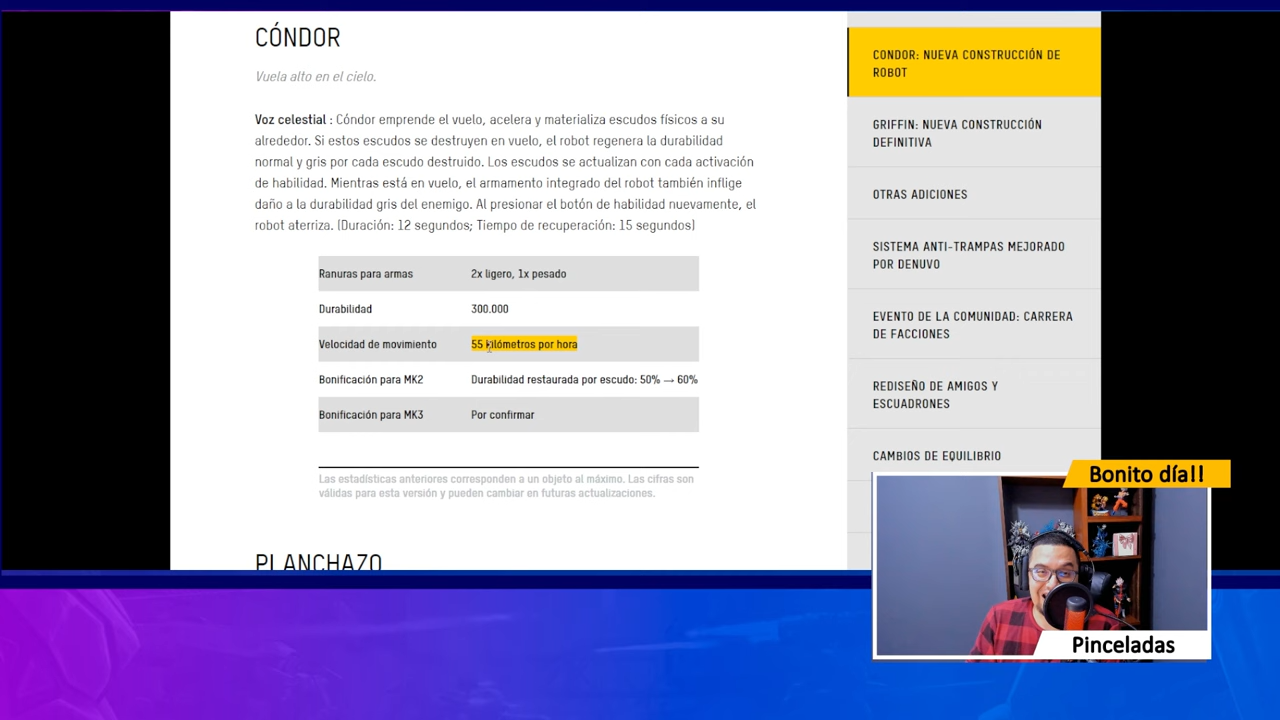 CÓNDOR
Vuela alto en el cielo.
Voz celestial : Cóndor emprende el vuelo, acelera y materializa escudos físicos a su
alrededor. Si estos escudos se destruyen en vuelo, el robot regenera la durabilidad
normal y gris por cada escudo destruido. Los escudos se actualizan con cada activación
de habilidad. Mientras está en vuelo, el armamento integrado del robot también inflige
daño a la durabilidad gris del enemigo. Al presionar el botón de habilidad nuevamente, el
robot aterriza. (Duración: 12 segundos; Tiempo de recuperación: 15 segundos)
Ranuras para armas 2x ligero, 1x pesado
Durabilidad 300.000
Velocidad de movimiento 55 kilómetros por hora
Bonificación para MK2 Durabilidad restaurada por escudo: 50% → 60%
Bonificación para MK3 Por confirmar
Las estadísticas anteriores corresponden a un objeto al máximo. Las cifras son
válidas para esta versión y pueden cambiar en futuras actualizaciones.
PLANCHAZO
CONDOR: NUEVA CONSTRUCCIÓN DE
ROBOT
GRIFFIN: NUEVA CONSTRUCCIÓN
DEFINITIVA
OTRAS ADICIONES
SISTEMA ANTI-TRAMPAS MEJORADO
POR DENUVO
EVENTO DE LA COMUNIDAD: CARRERA
DE FACCIONES
REDISEÑO DE AMIGOS Y
ESCUADRONES
CAMBIOS DE EQUILIBRIO
Bonito día!!
Pinceladas